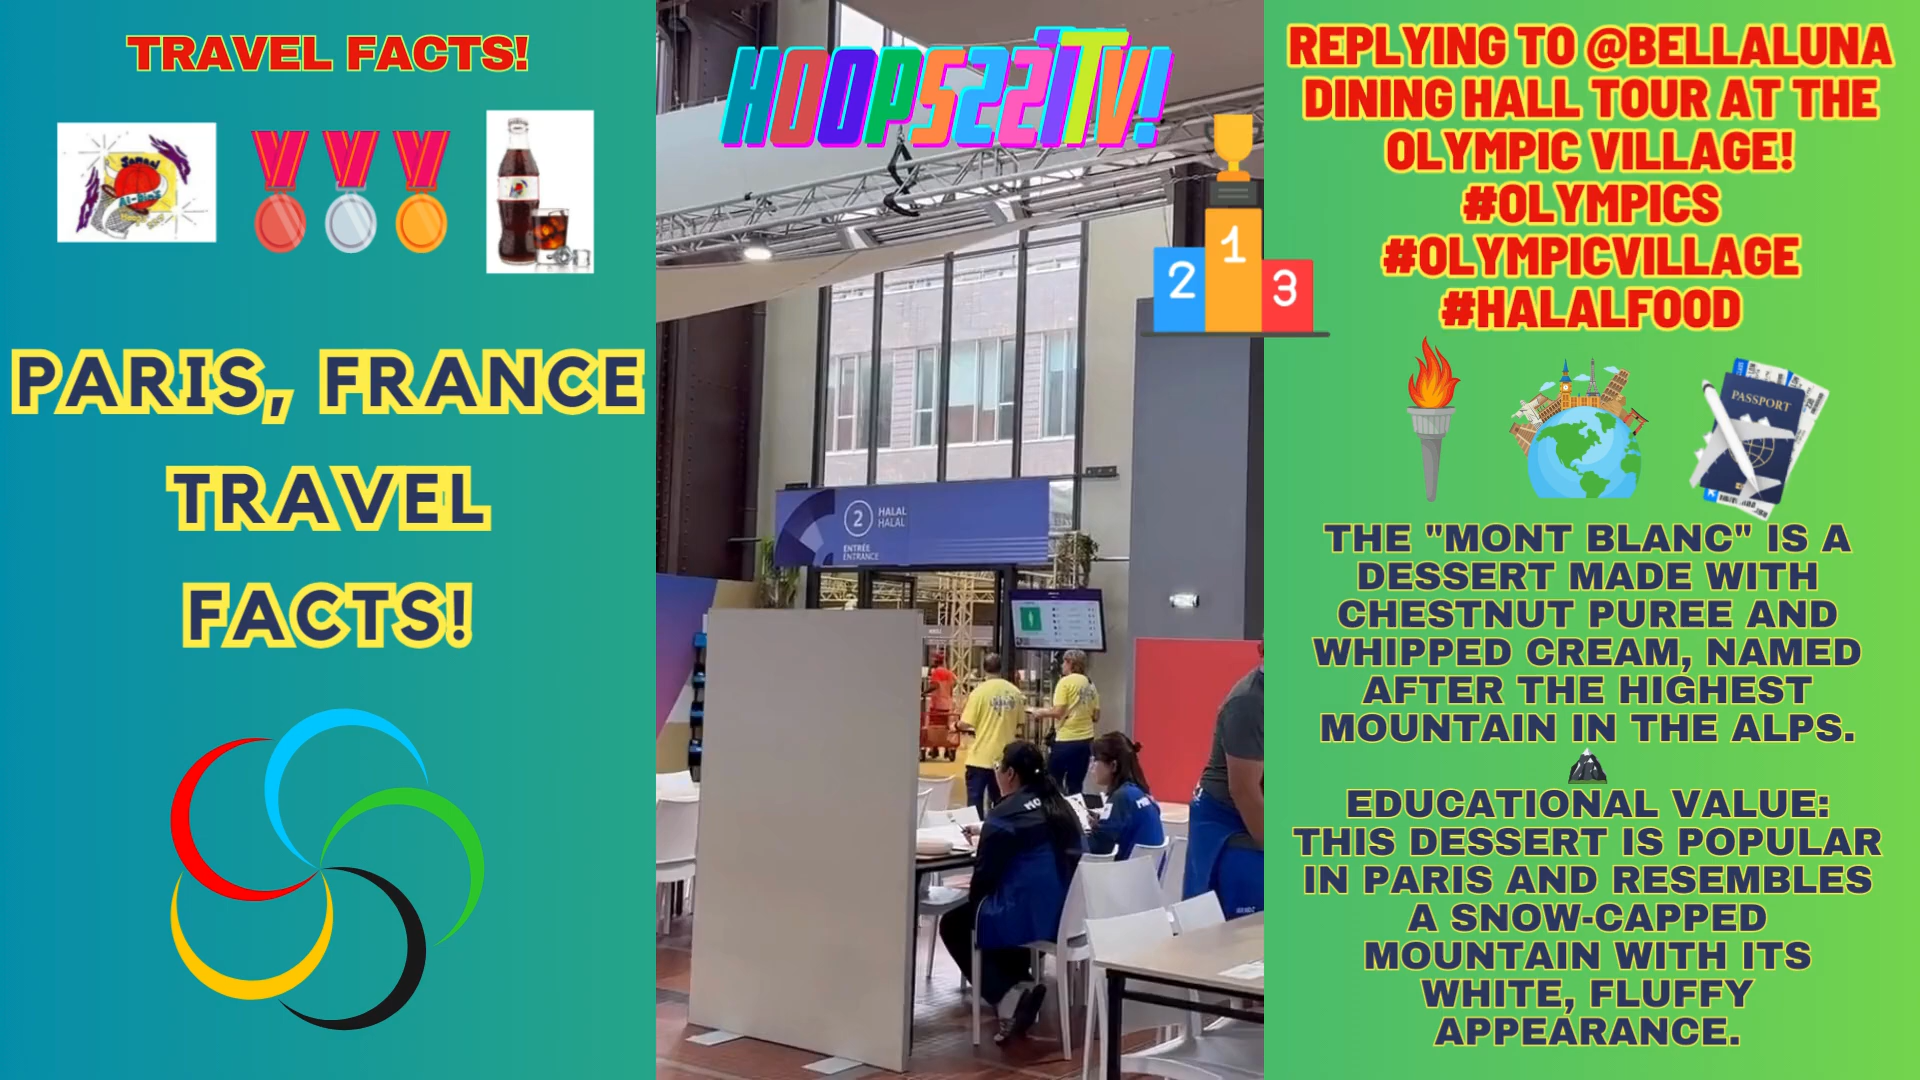 TRAVEL FACTS!
PARIS, FRANCE
TRAVEL
FACTS!
HOOPS22TV!
1
2
3
2
HALAL
HALAL
ENTRÉE
ENTRANCE
REPLYING TO @BELLALUNA
DINING HALL TOUR AT THE
OLYMPIC VILLAGE!
#OLYMPICS
#OLYMPICVILLAGE
#HALALFOOD
PASSPORT
THE "MONT BLANC" IS A
DESSERT MADE WITH
CHESTNUT PUREE AND
WHIPPED CREAM, NAMED
AFTER THE HIGHEST
MOUNTAIN IN THE ALPS.
EDUCATIONAL VALUE:
THIS DESSERT IS POPULAR
IN PARIS AND RESEMBLES
A SNOW-CAPPED
MOUNTAIN WITH ITS
WHITE, FLUFFY
APPEARANCE.